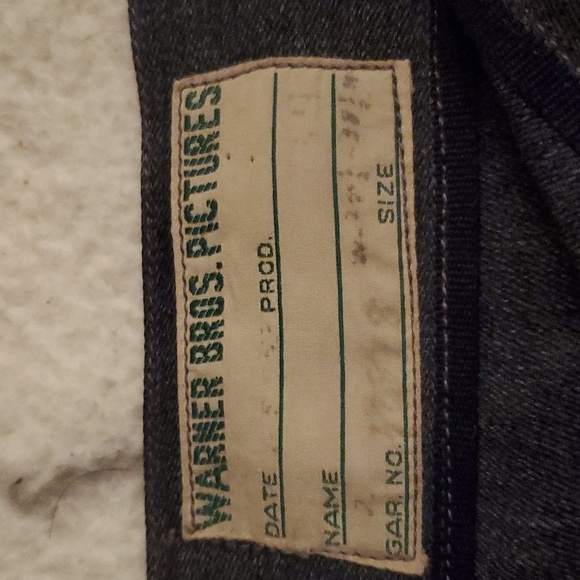 WARNER BROS. PICTURES
DATE PROD.
NAME
GAR. NO. SIZE